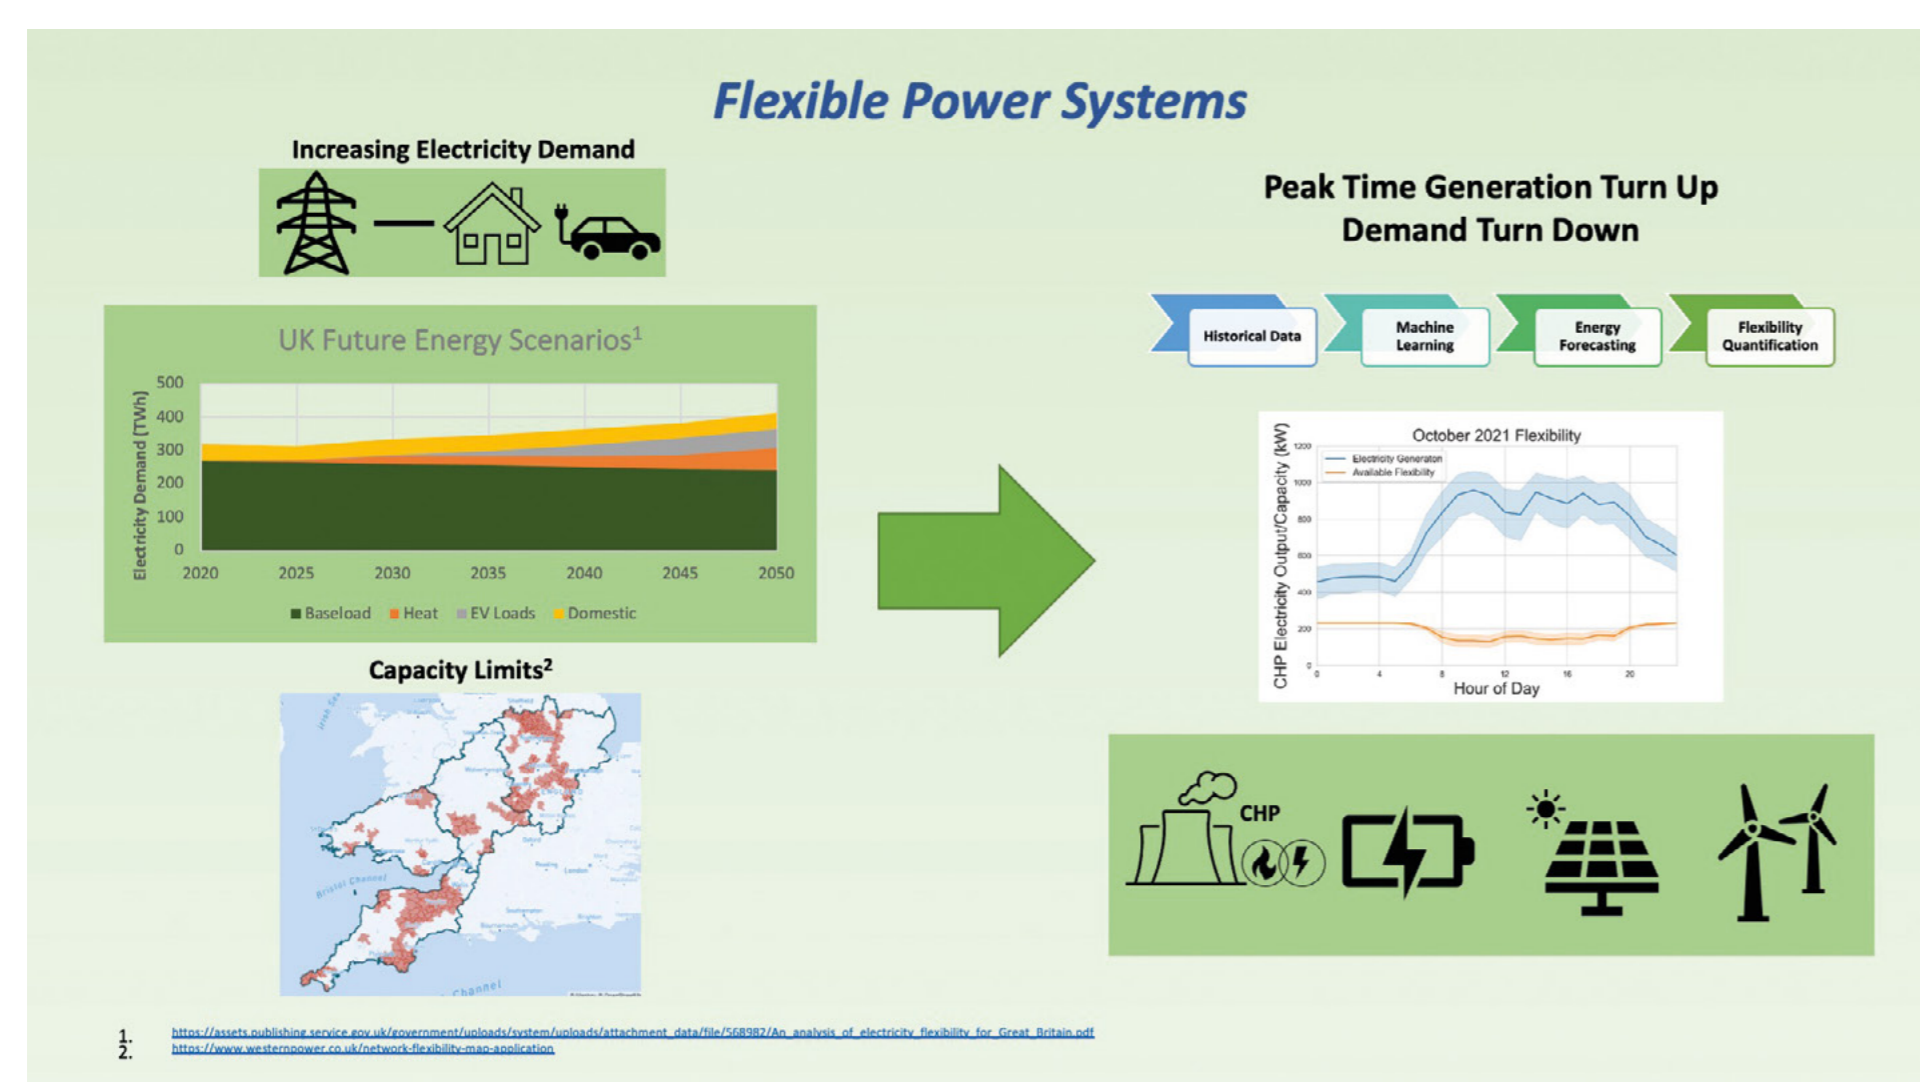 Flexible Power Systems
Increasing Electricity Demand
UK Future Energy Scenarios1
Electricity Demand (TWh)
500
400
300
200
100
0
2020 2025 2030 2035 2040 2045 2050
Baseload Heat EV Loads Domestic
Capacity Limits2
Irish Sea
Bristol Channel
Channel
Peak Time Generation Turn Up
Demand Turn Down
Historical Data
Machine
Learning
Energy
Forecasting
Flexibility
Quantification
October 2021 Flexibility
CHP Electricity Output/Capacity (kW)
Electricity Generaton
Available Flexibility
1200
1000
800
600
400
200
0
0 4 8 12 16 20
Hour of Day
CHP
1. https://assets.publishing.service.gov.uk/government/uploads/system/uploads/attachment_data/file/568982/An_analysis_of_electricity_flexibility_for_Great_Britain.pdf
2. https://www.westernpower.co.uk/network-flexibility-map-application